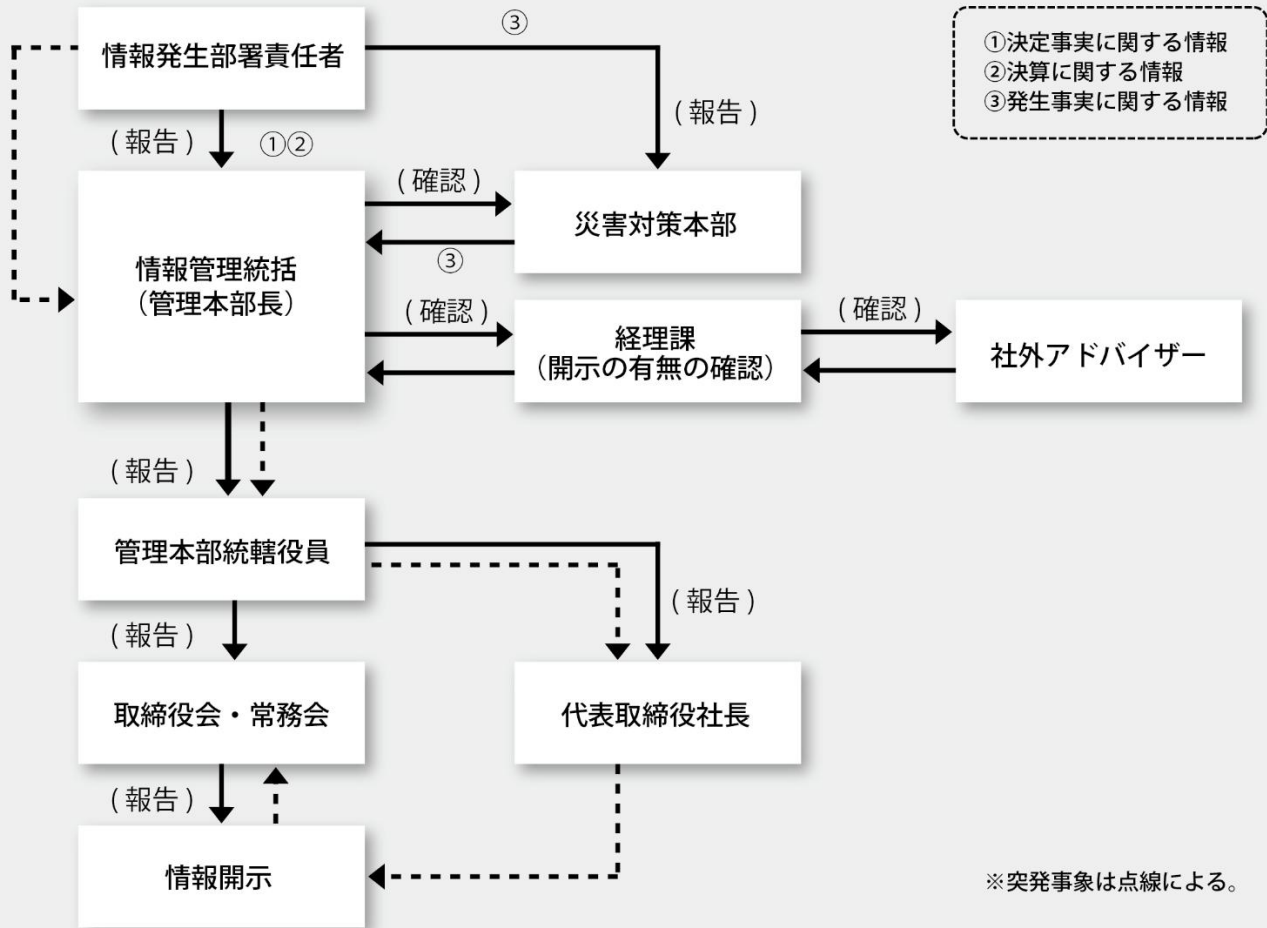 ③
情報発生部署責任者
①決定事実に関する情報
②決算に関する情報
③発生事実に関する情報
( 報告 )
①②
( 報告 )
( 確認 )
災害対策本部
③
情報管理統括
（管理本部長）
( 確認 )
( 確認 )
経理課
（開示の有無の確認）
社外アドバイザー
( 報告 )
管理本部統轄役員
( 報告 )
( 報告 )
取締役会・常務会
代表取締役社長
( 報告 )
情報開示
※突発事象は点線による。